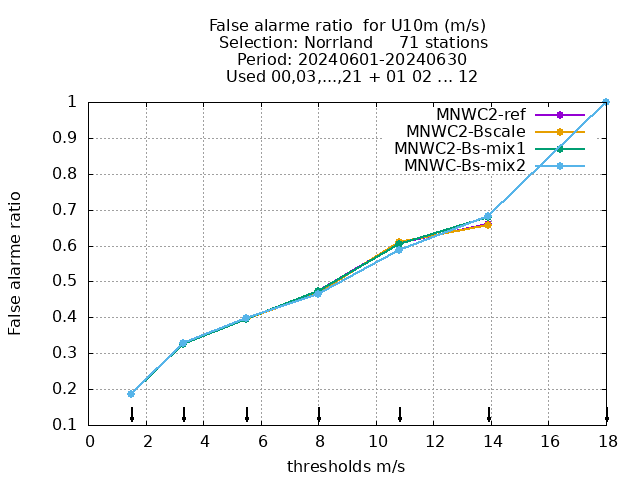 False alarme ratio  for U10m (m/s)
Selection: Norrland     71 stations
Period: 20240601-20240630
Used 00,03,...,21 + 01 02 ... 12
MNWC2-ref
MNWC2-Bscale
MNWC2-Bs-mix1
MNWC-Bs-mix2
False alarme ratio
1
0.9
0.8
0.7
0.6
0.5
0.4
0.3
0.2
0.1
0 2 4 6 8 10 12 14 16 18
thresholds m/s